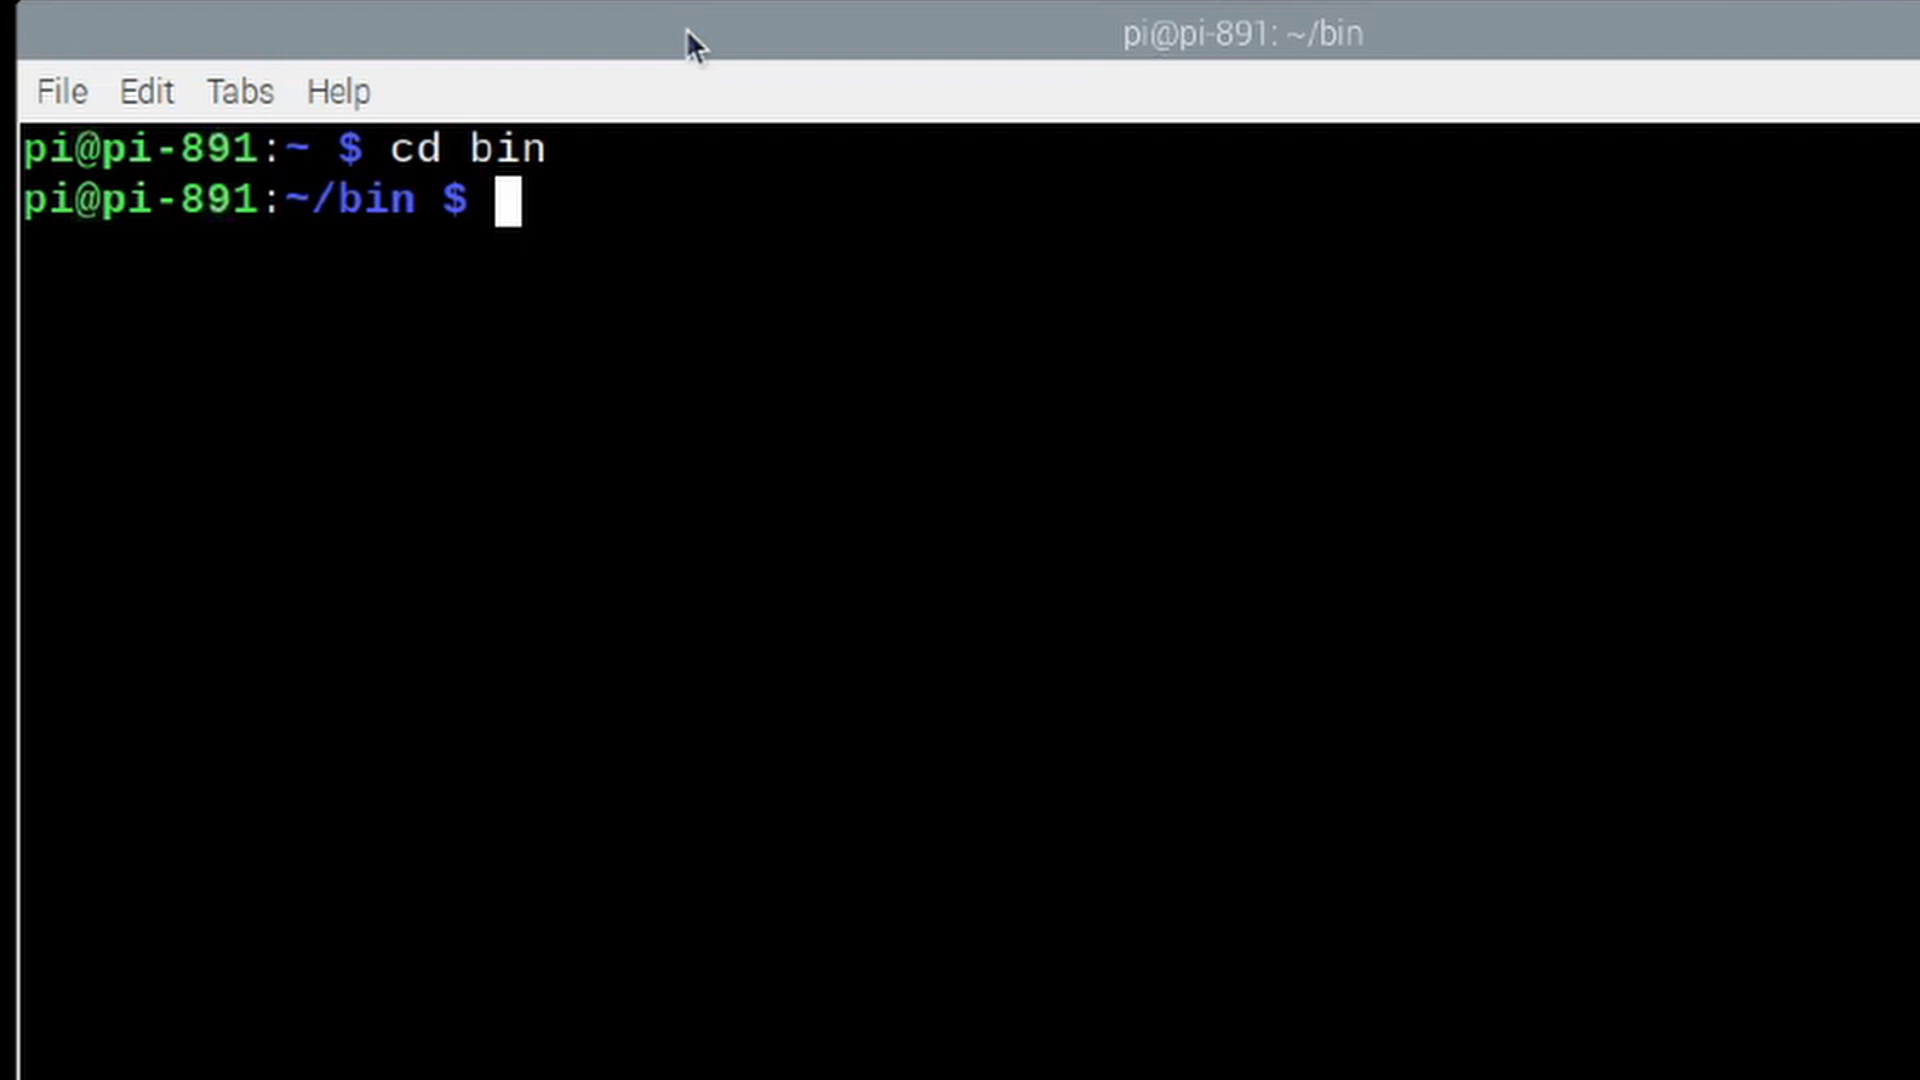 pi@pi-891: ~/bin
File Edit Tabs Help
pi@pi-891:~ $ cd bin
pi@pi-891:~/bin $